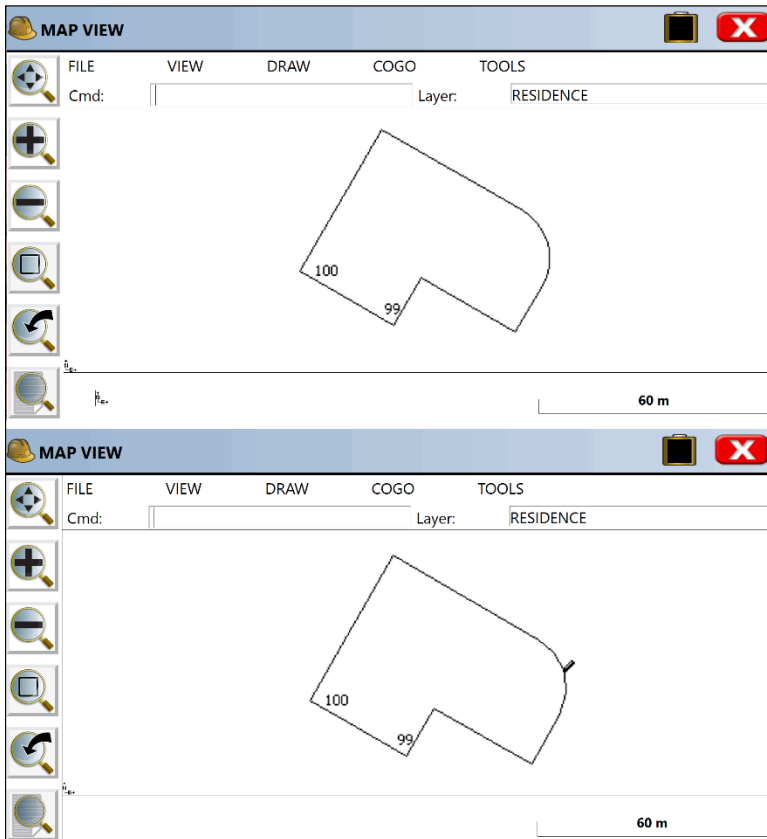 MAP VIEW
FILE VIEW DRAW COGO TOOLS
Cmd: Layer: RESIDENCE
100
99
60 m
MAP VIEW
FILE VIEW DRAW COGO TOOLS
Cmd: Layer: RESIDENCE
100
99
60 m